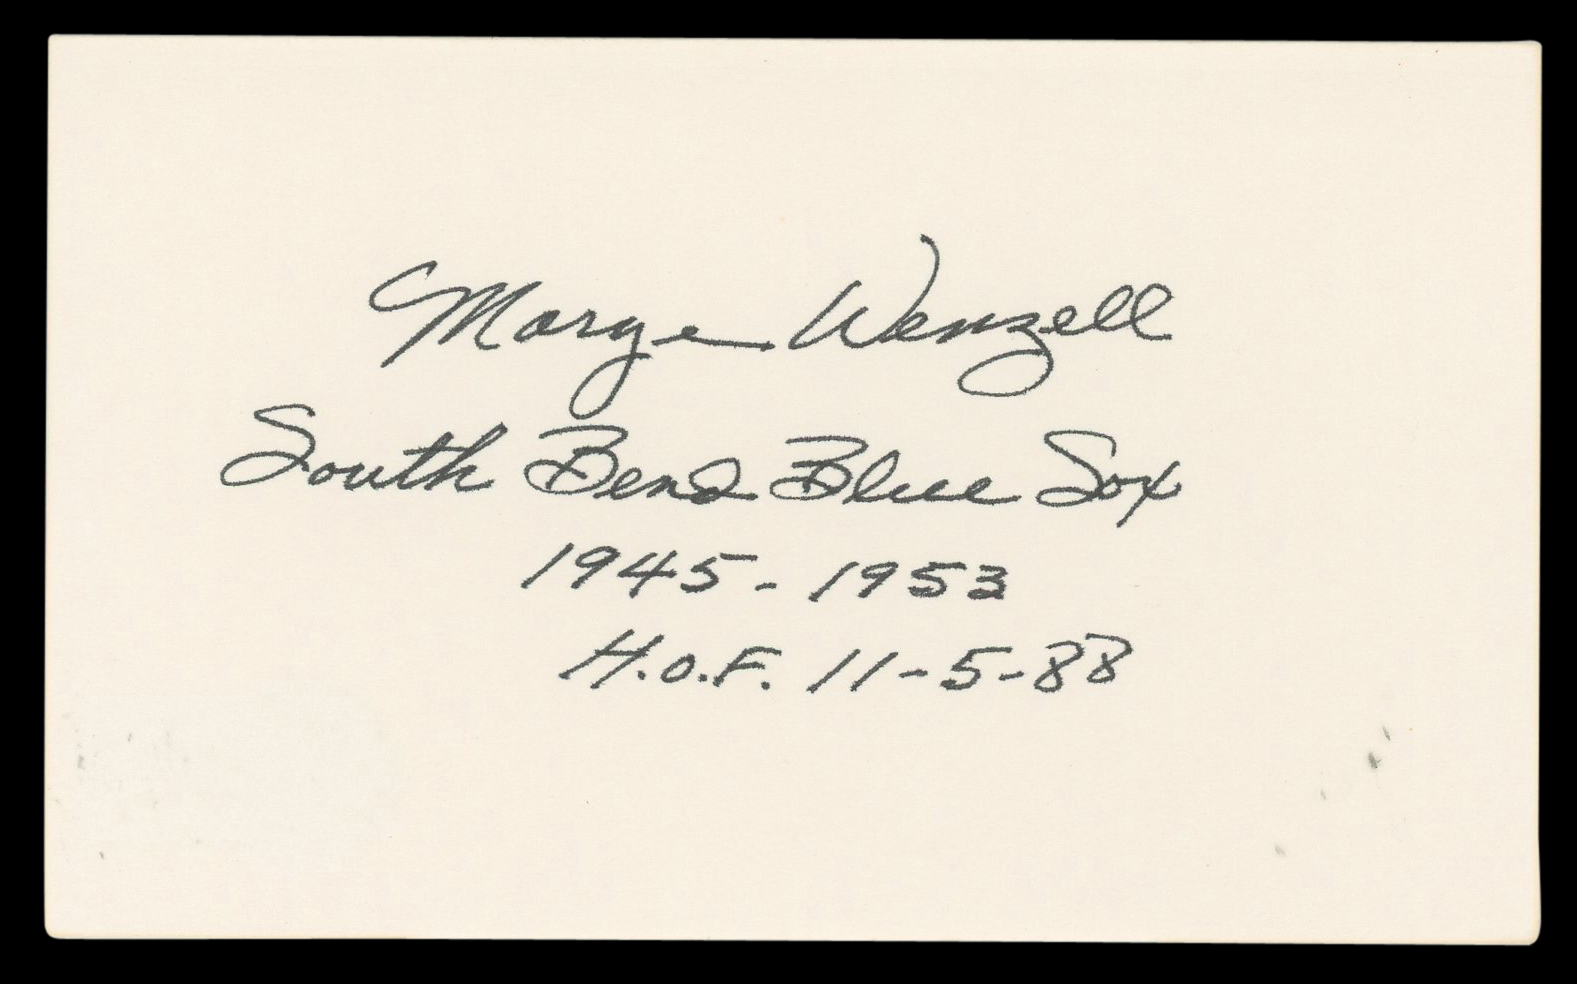 Marge Wenzell
South Bend Blue Sox
1945-1953
H.O.F. 11-5-88